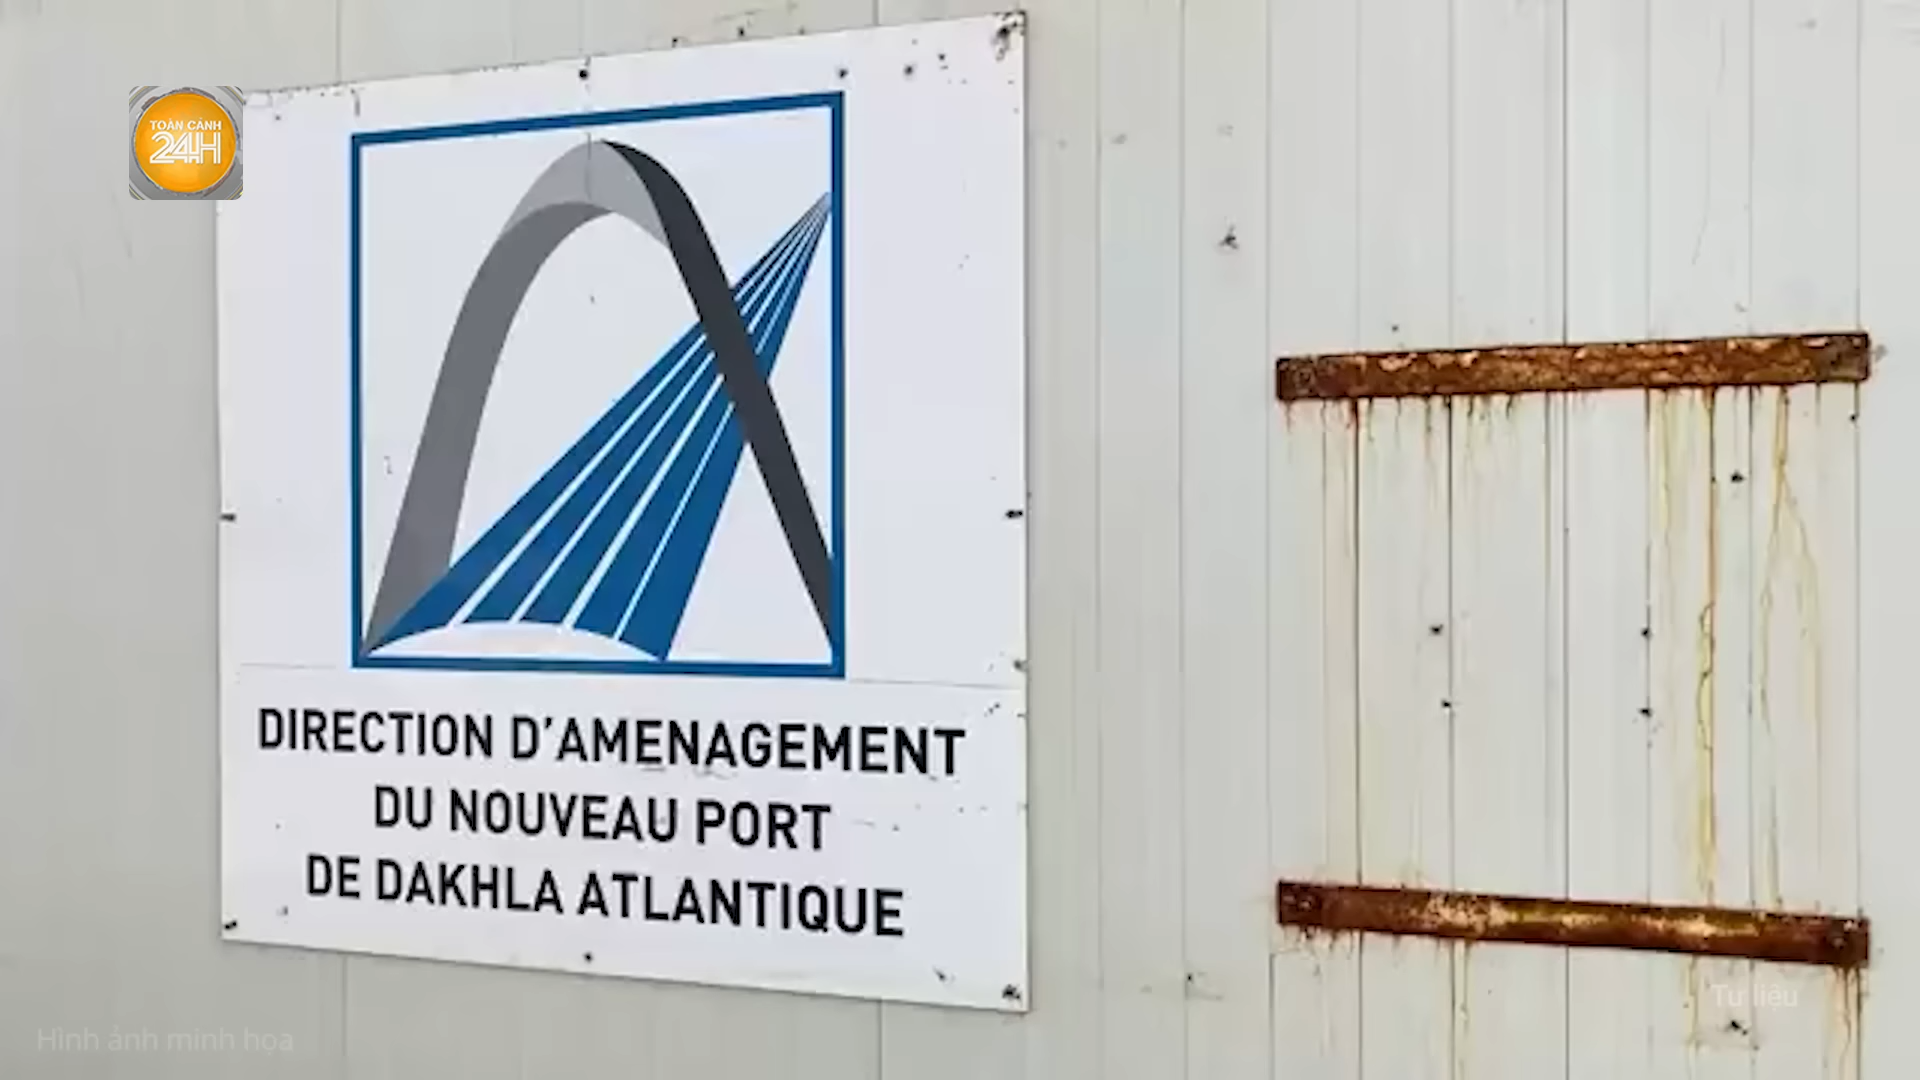 TOÀN CẢNH
24H
DIRECTION D'AMENAGEMENT
DU NOUVEAU PORT
DE DAKHLA ATLANTIQUE
Tư liệu
Hình ảnh minh họa